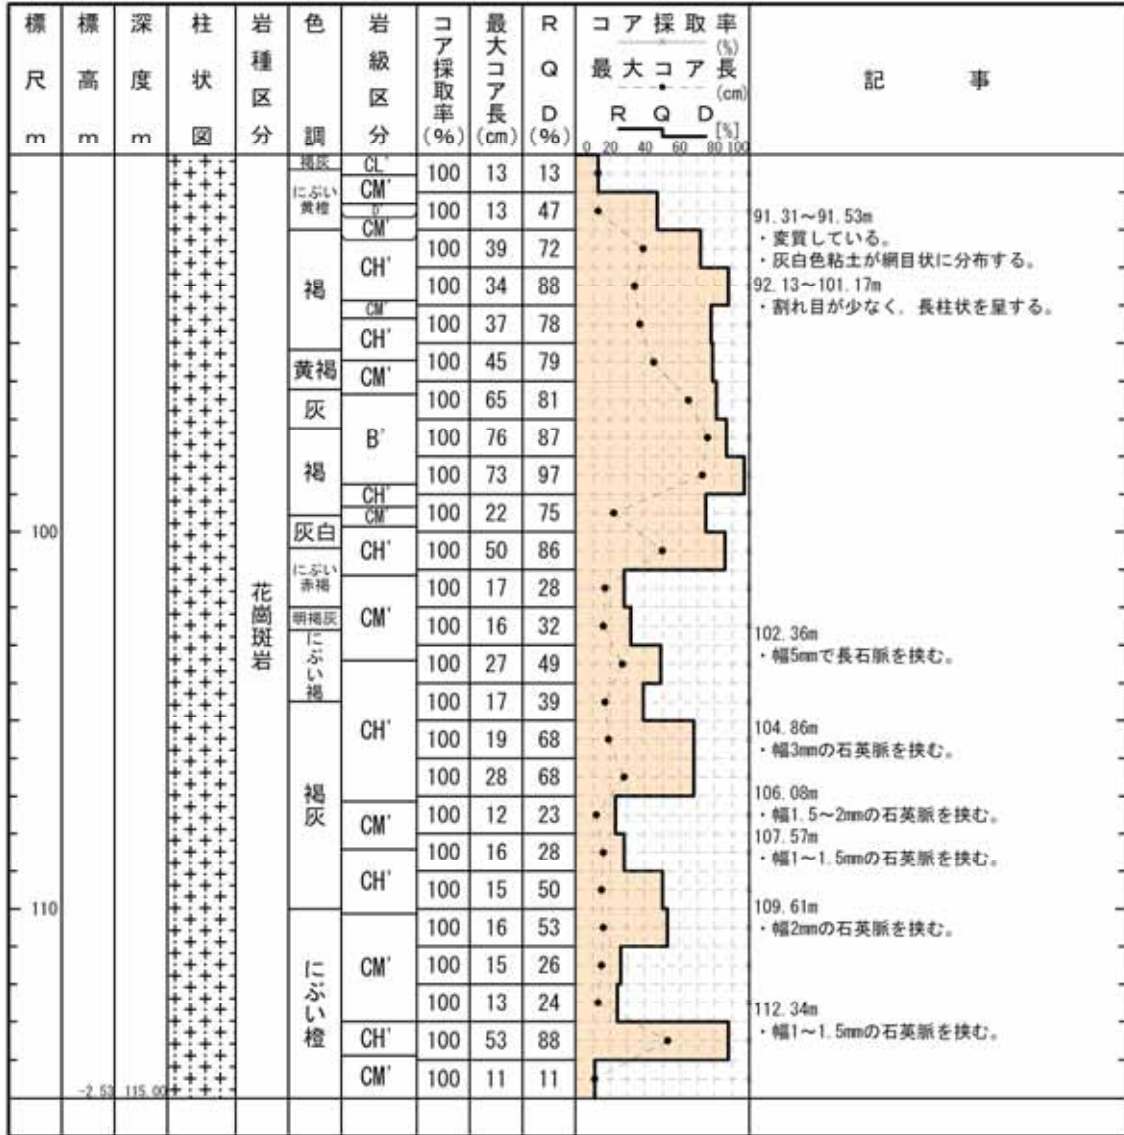 標尺m
標高m
深度m
柱状図
岩種区分
色調
岩級区分
コア採取率(%)
最大コア長(cm)
RQD(%)
コア採取率
(%)
最大コア長
(cm)
RQD
[%]
0 20 40 60 80 100
記事
100
110
-2.53 115.00
花崗斑岩
褐灰
にぶい
黄橙
褐
黄褐
灰
褐
灰白
にぶい
赤褐
明褐灰
にぶい褐
褐灰
にぶい橙
CL'
CM'
D'
CM'
CH'
CM'
CH'
CM'
B'
CH'
CM'
CH'
CM'
CH'
CM'
CH'
CM'
CH'
CM'
100 13 13
100 13 47
100 39 72
100 34 88
100 37 78
100 45 79
100 65 81
100 76 87
100 73 97
100 22 75
100 50 86
100 17 28
100 16 32
100 27 49
100 17 39
100 19 68
100 28 68
100 12 23
100 16 28
100 15 50
100 16 53
100 15 26
100 13 24
100 53 88
100 11 11
91.31～91.53m
・変質している。
・灰白色粘土が網目状に分布する。
92.13～101.17m
・割れ目が少なく、長柱状を呈する。
102.36m
・幅5mmで長石脈を挟む。
104.86m
・幅3mmの石英脈を挟む。
106.08m
・幅1.5～2mmの石英脈を挟む。
107.57m
・幅1～1.5mmの石英脈を挟む。
109.61m
・幅2mmの石英脈を挟む。
112.34m
・幅1～1.5mmの石英脈を挟む。